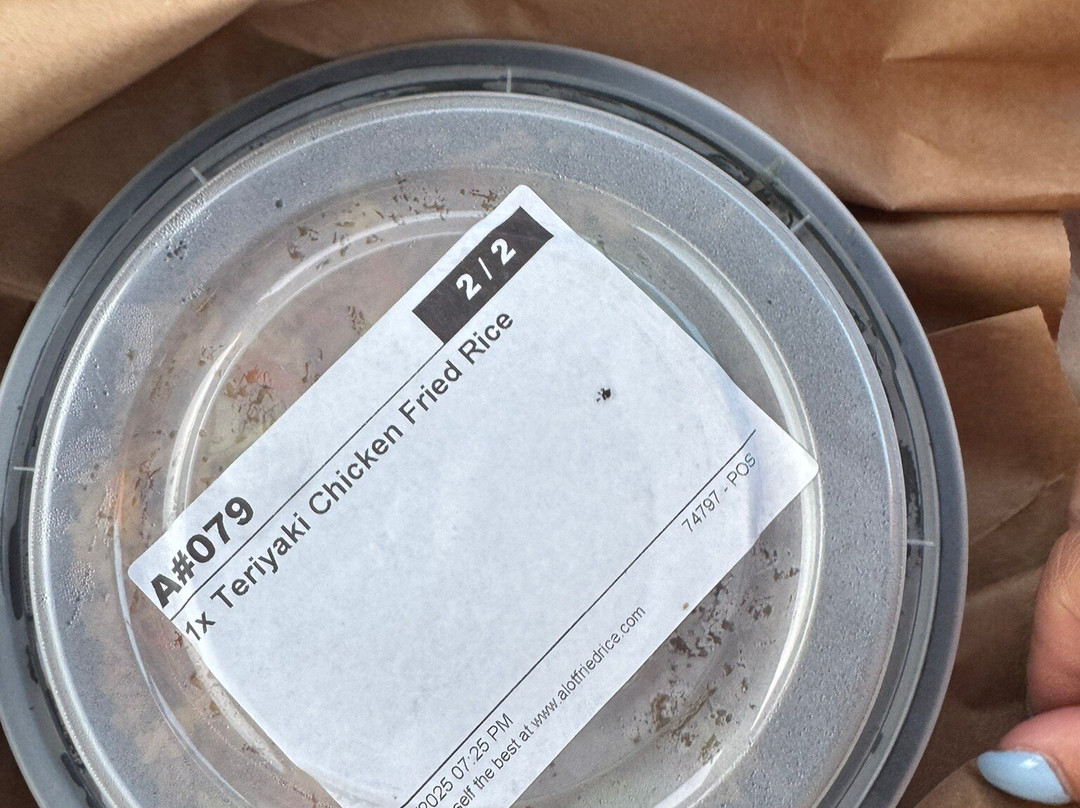 2/2
A#079
1x Teriyaki Chicken Fried Rice
74797 - POS
2025 07:25 PM
self the best at www.alotfriedrice.com